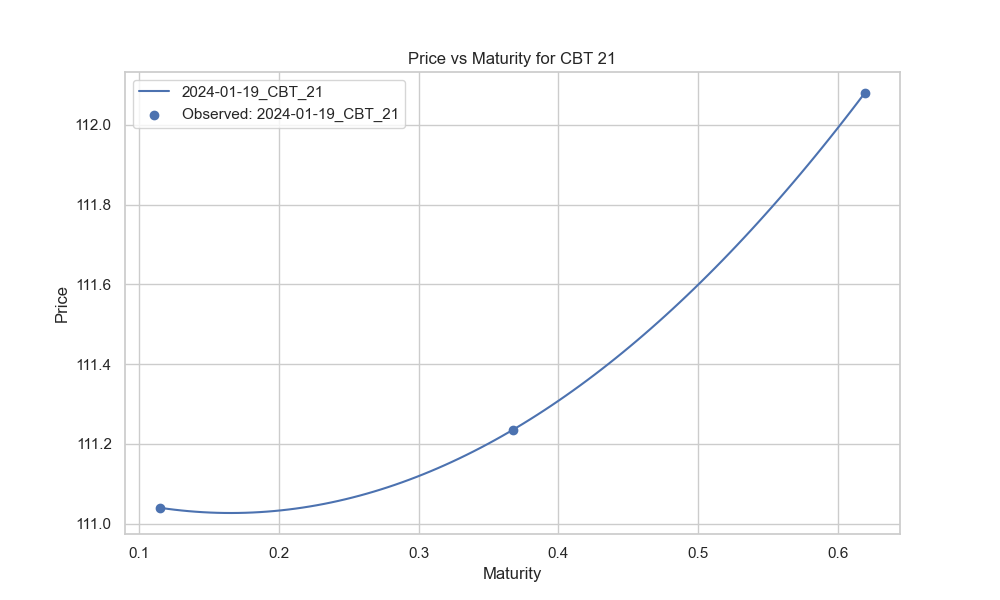 Price vs Maturity for CBT 21
2024-01-19_CBT_21
Observed: 2024-01-19_CBT_21
112.0
111.8
111.6
111.4
111.2
111.0
Price
0.1 0.2 0.3 0.4 0.5 0.6
Maturity